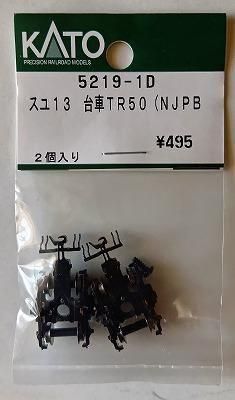 KATO
PRECISION RAILROAD MODELS
5219-1D
スユ13 台車TR50（NJPB
¥495
2個入り